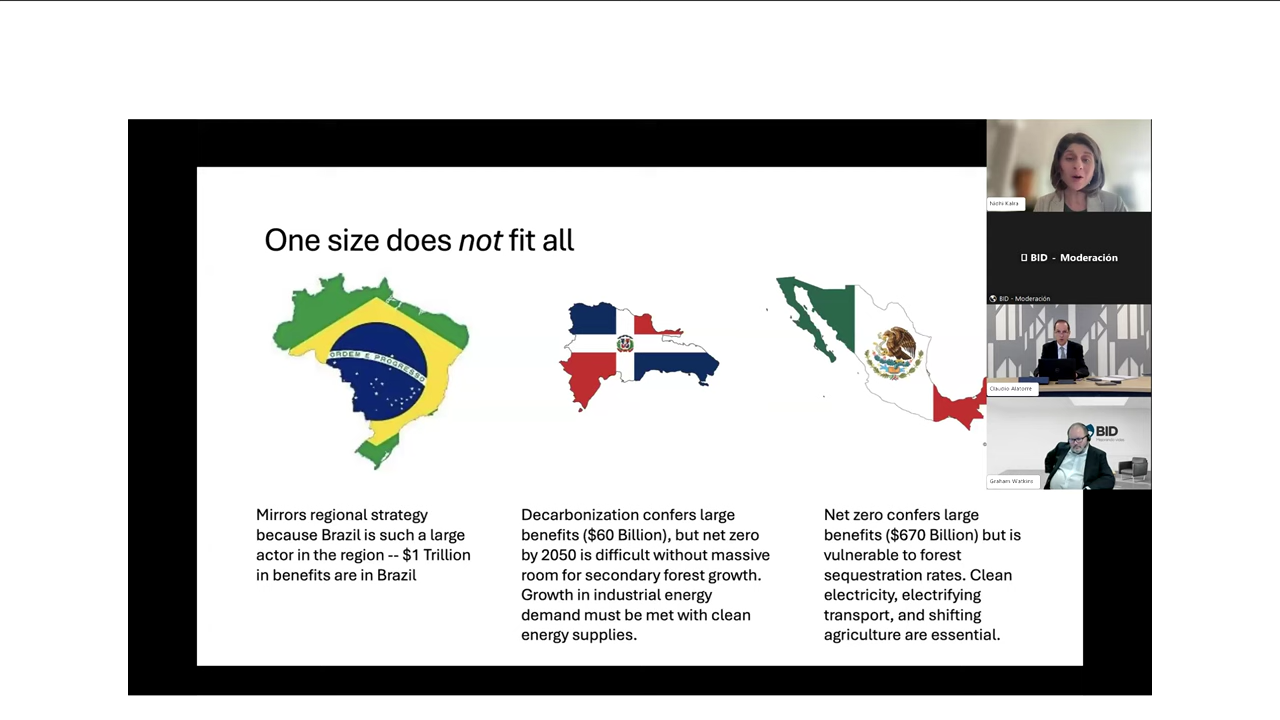 One size does not fit all
ORDEM E PROGRESSO
Mirrors regional strategy
because Brazil is such a large
actor in the region -- $1 Trillion
in benefits are in Brazil
Decarbonization confers large
benefits ($60 Billion), but net zero
by 2050 is difficult without massive
room for secondary forest growth.
Growth in industrial energy
demand must be met with clean
energy supplies.
Net zero confers large
benefits ($670 Billion) but is
vulnerable to forest
sequestration rates. Clean
electricity, electrifying
transport, and shifting
agriculture are essential.
Nidhi Kalra
BID - Moderación
BID - Moderación
Claudio Alatorre
BID
Graham Watkins